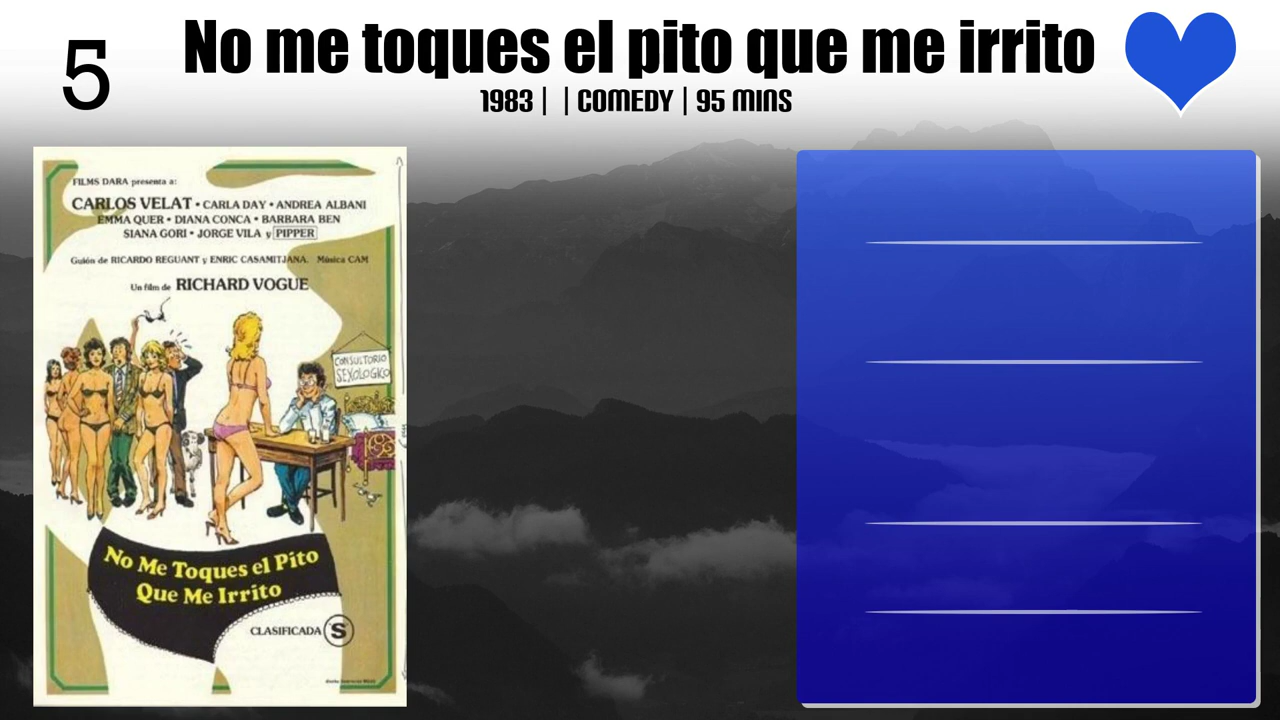 5
No me toques el pito que me irrito
1983 | | COMEDY | 95 MINS
FILMS DARA presenta a:
CARLOS VELAT • CARLA DAY • ANDREA ALBANI
EMMA QUER • DIANA CONCA • BARBARA BEN
SIANA GORI • JORGE VILA y PIPPER
Guión de RICARDO REGUANT y ENRIC CASAMITJANA. Música CAM
Un film de RICHARD VOGUE
CONSULTORIO
SEXOLOGICO
No Me Toques el Pito
Que Me Irrito
CLASIFICADA S